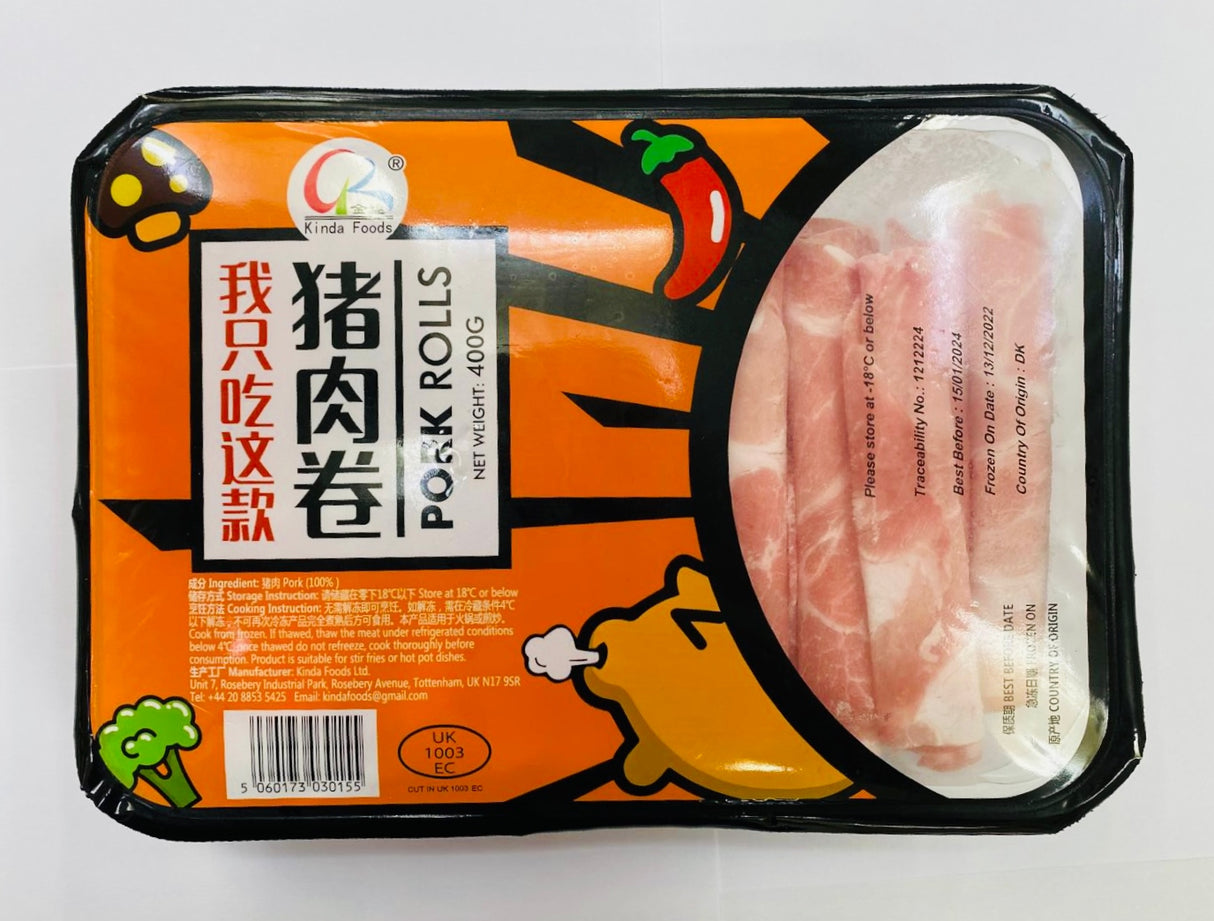 ®
金达
Kinda Foods
我只吃这款
猪肉卷
PORK ROLLS
NET WEIGHT: 400G
成分 Ingredient: 猪肉 Pork (100% )
储存方式 Storage Instruction: 请储藏在零下18℃以下 Store at 18℃ or below
烹饪方法 Cooking Instruction: 无需解冻即可烹饪。如解冻，需在冷藏条件4℃
以下解冻，不可再次冷冻产品完全煮熟后方可食用。本产品适用于火锅或煎炒。
Cook from frozen. If thawed, thaw the meat under refrigerated conditions
below 4℃, once thawed do not refreeze, cook thoroughly before
consumption. Product is suitable for stir fries or hot pot dishes.
生产工厂 Manufacturer: Kinda Foods Ltd.
Unit 7, Rosebery Industrial Park, Rosebery Avenue, Tottenham, UK N17 9SR
Tel: +44 20 8853 5425 Email: kindafoods@gmail.com
5 060173 030155
UK
1003
EC
CUT IN UK 1003 EC
Please store at -18°C or below
Traceability No.: 1212224
Best Before : 15/01/2024
Frozen On Date : 13/12/2022
Country Of Origin : DK
保质期 BEST BEFORE DATE
急冻日期 FROZEN ON
原产地 COUNTRY OF ORIGIN